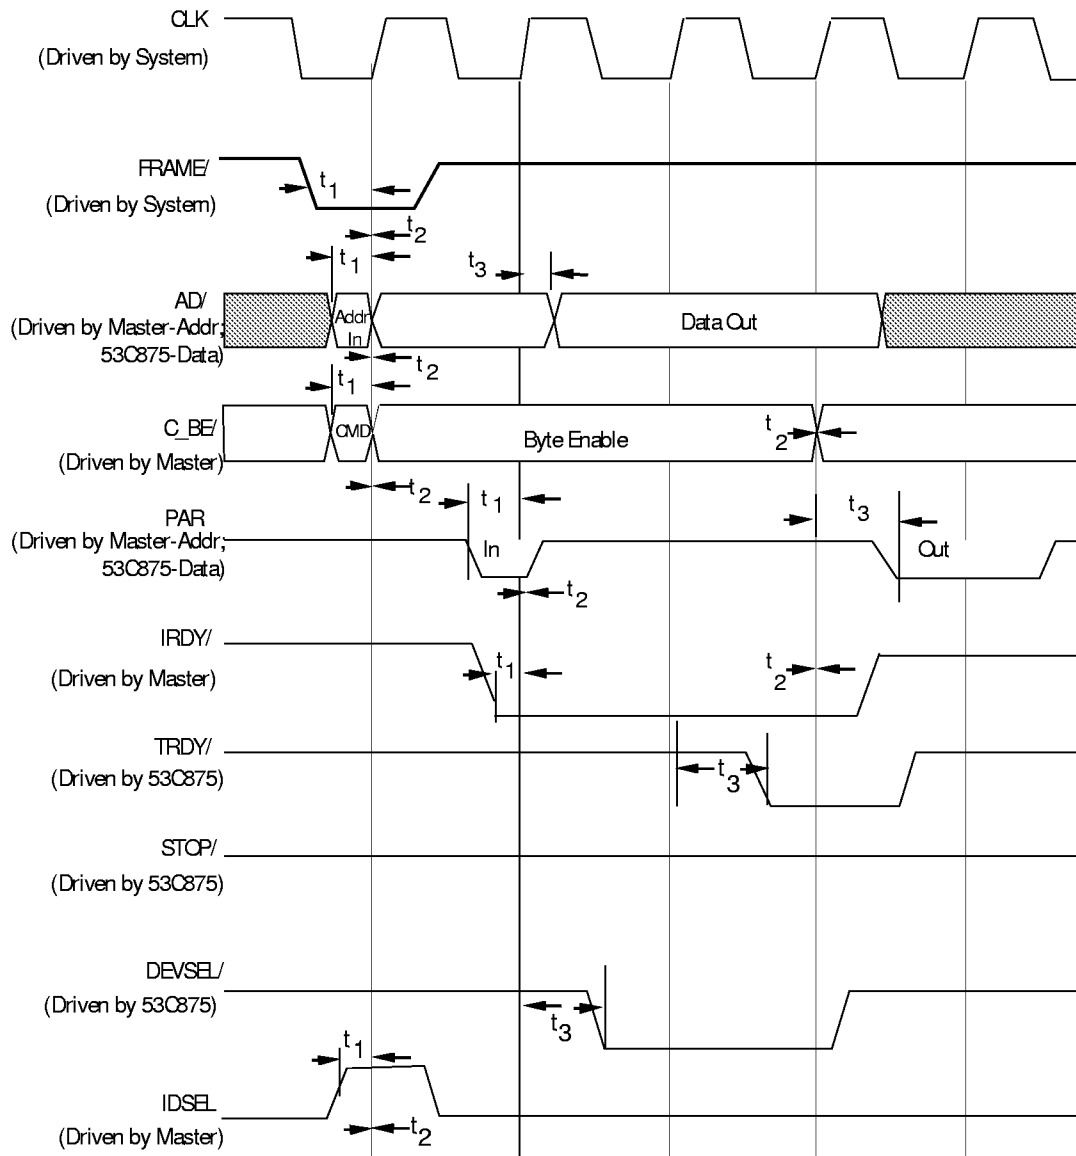 CLK
(Driven by System)
FRAME/
(Driven by System)
t1
t2
t1
t3
AD/
(Driven by Master-Addr;
53C875-Data)
Addr
In
Data Out
t2
t1
C_BE/
(Driven by Master)
CMD
Byte Enable
t2
t2
t1
t3
PAR
(Driven by Master-Addr;
53C875-Data)
In
Out
t2
IRDY/
(Driven by Master)
t1
t2
TRDY/
(Driven by 53C875)
t3
STOP/
(Driven by 53C875)
DEVSEL/
(Driven by 53C875)
t3
t1
IDSEL
(Driven by Master)
t2